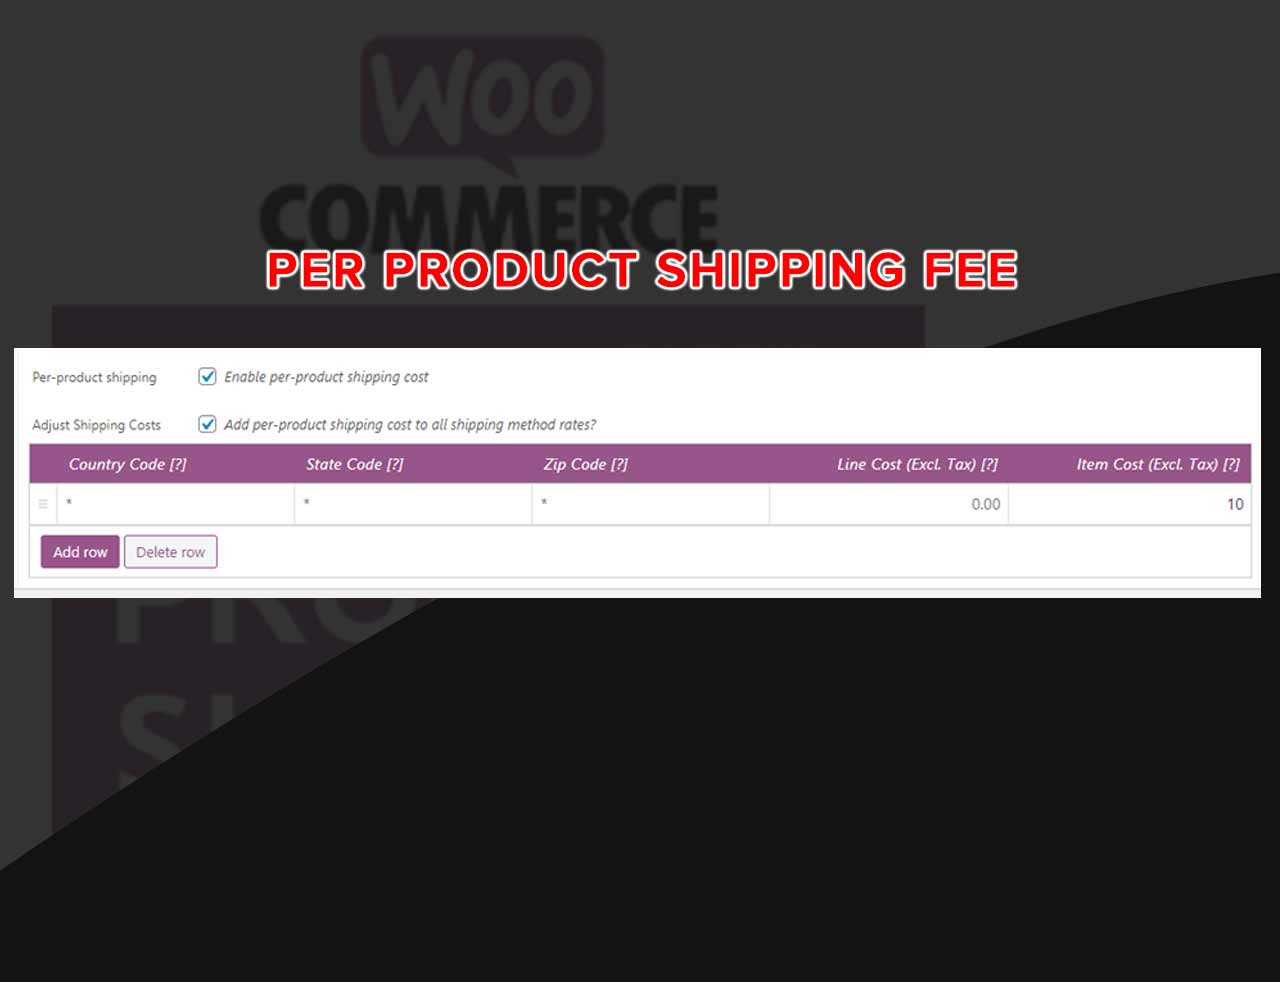 WOO
COMMERCE
PER PRODUCT SHIPPING FEE
Per-product shipping Enable per-product shipping cost
Adjust Shipping Costs Add per-product shipping cost to all shipping method rates?
Country Code [?] State Code [?] Zip Code [?] Line Cost (Excl. Tax) [?] Item Cost (Excl. Tax) [?]
* * * 0.00 10
Add row Delete row